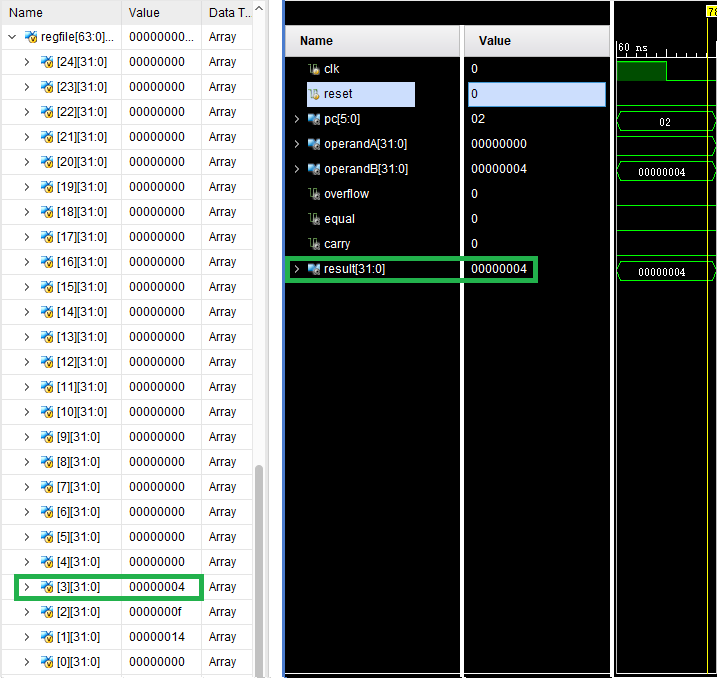 Name Value Data T...
regfile[63:0]... 00000000... Array
[24][31:0] 00000000 Array
[23][31:0] 00000000 Array
[22][31:0] 00000000 Array
[21][31:0] 00000000 Array
[20][31:0] 00000000 Array
[19][31:0] 00000000 Array
[18][31:0] 00000000 Array
[17][31:0] 00000000 Array
[16][31:0] 00000000 Array
[15][31:0] 00000000 Array
[14][31:0] 00000000 Array
[13][31:0] 00000000 Array
[12][31:0] 00000000 Array
[11][31:0] 00000000 Array
[10][31:0] 00000000 Array
[9][31:0] 00000000 Array
[8][31:0] 00000000 Array
[7][31:0] 00000000 Array
[6][31:0] 00000000 Array
[5][31:0] 00000000 Array
[4][31:0] 00000000 Array
[3][31:0] 00000004 Array
[2][31:0] 0000000f Array
[1][31:0] 00000014 Array
[0][31:0] 00000000 Array
Name Value
clk 0
reset 0
pc[5:0] 02
operandA[31:0] 00000000
operandB[31:0] 00000004
overflow 0
equal 0
carry 0
result[31:0] 00000004
78
60 ns
02
00000004
00000004